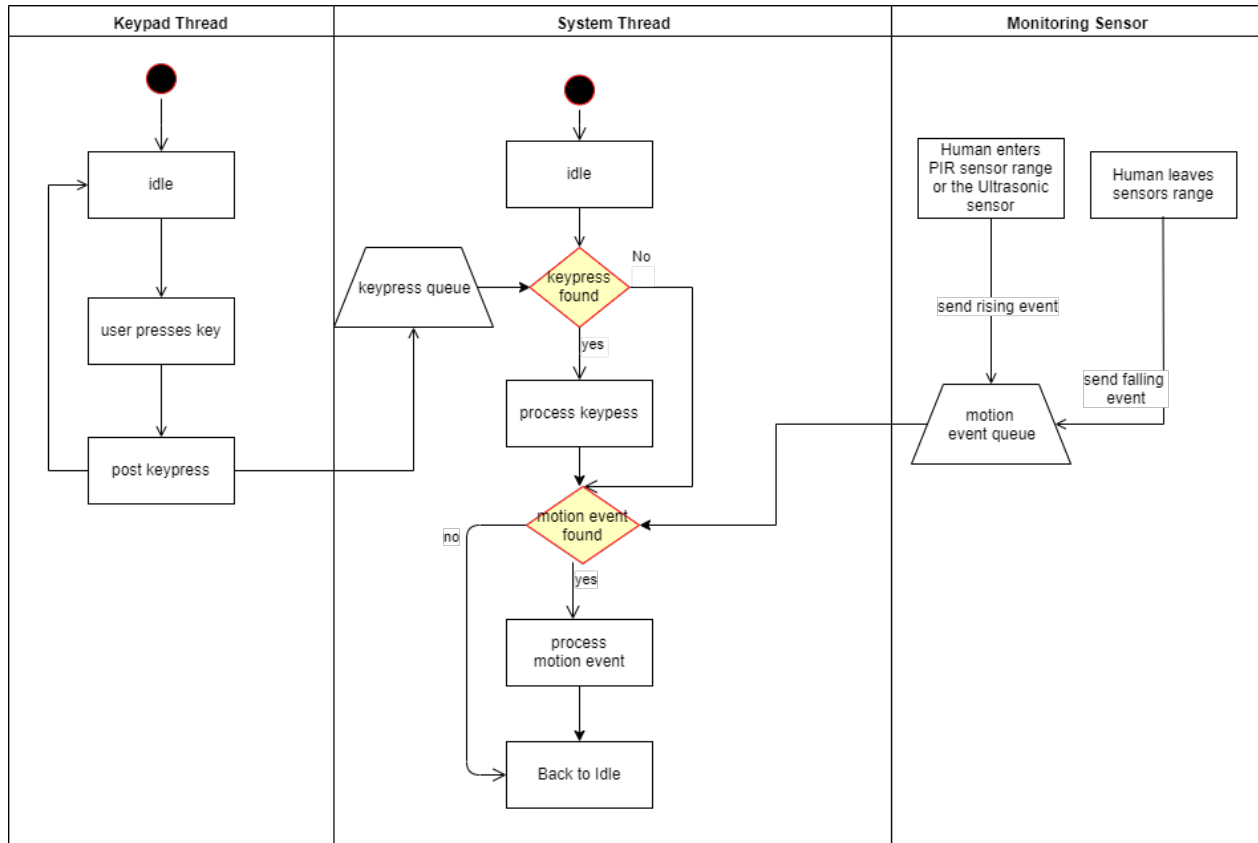 Keypad Thread
System Thread
Monitoring Sensor
idle
user presses key
post keypress
idle
keypress queue
keypress
found
No
yes
process keypess
motion event
found
no
yes
process
motion event
Back to Idle
Human enters
PIR sensor range
or the Ultrasonic
sensor
Human leaves
sensors range
send rising event
send falling
event
motion
event queue